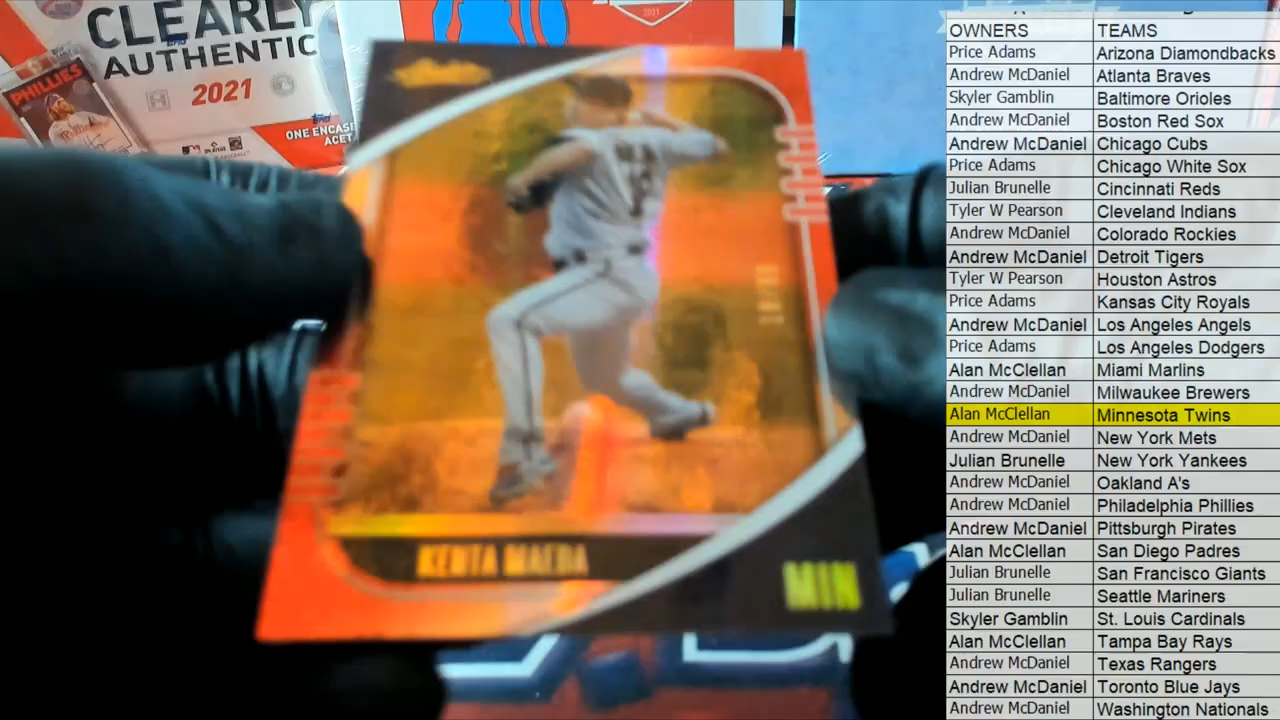 CLEARLY
AUTHENTIC
Topps
2021
PHILLIES
Topps
ONE ENCASED
2021
KENTA MAEDA
MIN
OWNERS TEAMS
Price Adams Arizona Diamondbacks
Andrew McDaniel Atlanta Braves
Skyler Gamblin Baltimore Orioles
Andrew McDaniel Boston Red Sox
Andrew McDaniel Chicago Cubs
Price Adams Chicago White Sox
Julian Brunelle Cincinnati Reds
Tyler W Pearson Cleveland Indians
Andrew McDaniel Colorado Rockies
Andrew McDaniel Detroit Tigers
Tyler W Pearson Houston Astros
Price Adams Kansas City Royals
Andrew McDaniel Los Angeles Angels
Price Adams Los Angeles Dodgers
Alan McClellan Miami Marlins
Andrew McDaniel Milwaukee Brewers
Alan McClellan Minnesota Twins
Andrew McDaniel New York Mets
Julian Brunelle New York Yankees
Andrew McDaniel Oakland A's
Andrew McDaniel Philadelphia Phillies
Andrew McDaniel Pittsburgh Pirates
Alan McClellan San Diego Padres
Julian Brunelle San Francisco Giants
Julian Brunelle Seattle Mariners
Skyler Gamblin St. Louis Cardinals
Alan McClellan Tampa Bay Rays
Andrew McDaniel Texas Rangers
Andrew McDaniel Toronto Blue Jays
Andrew McDaniel Washington Nationals